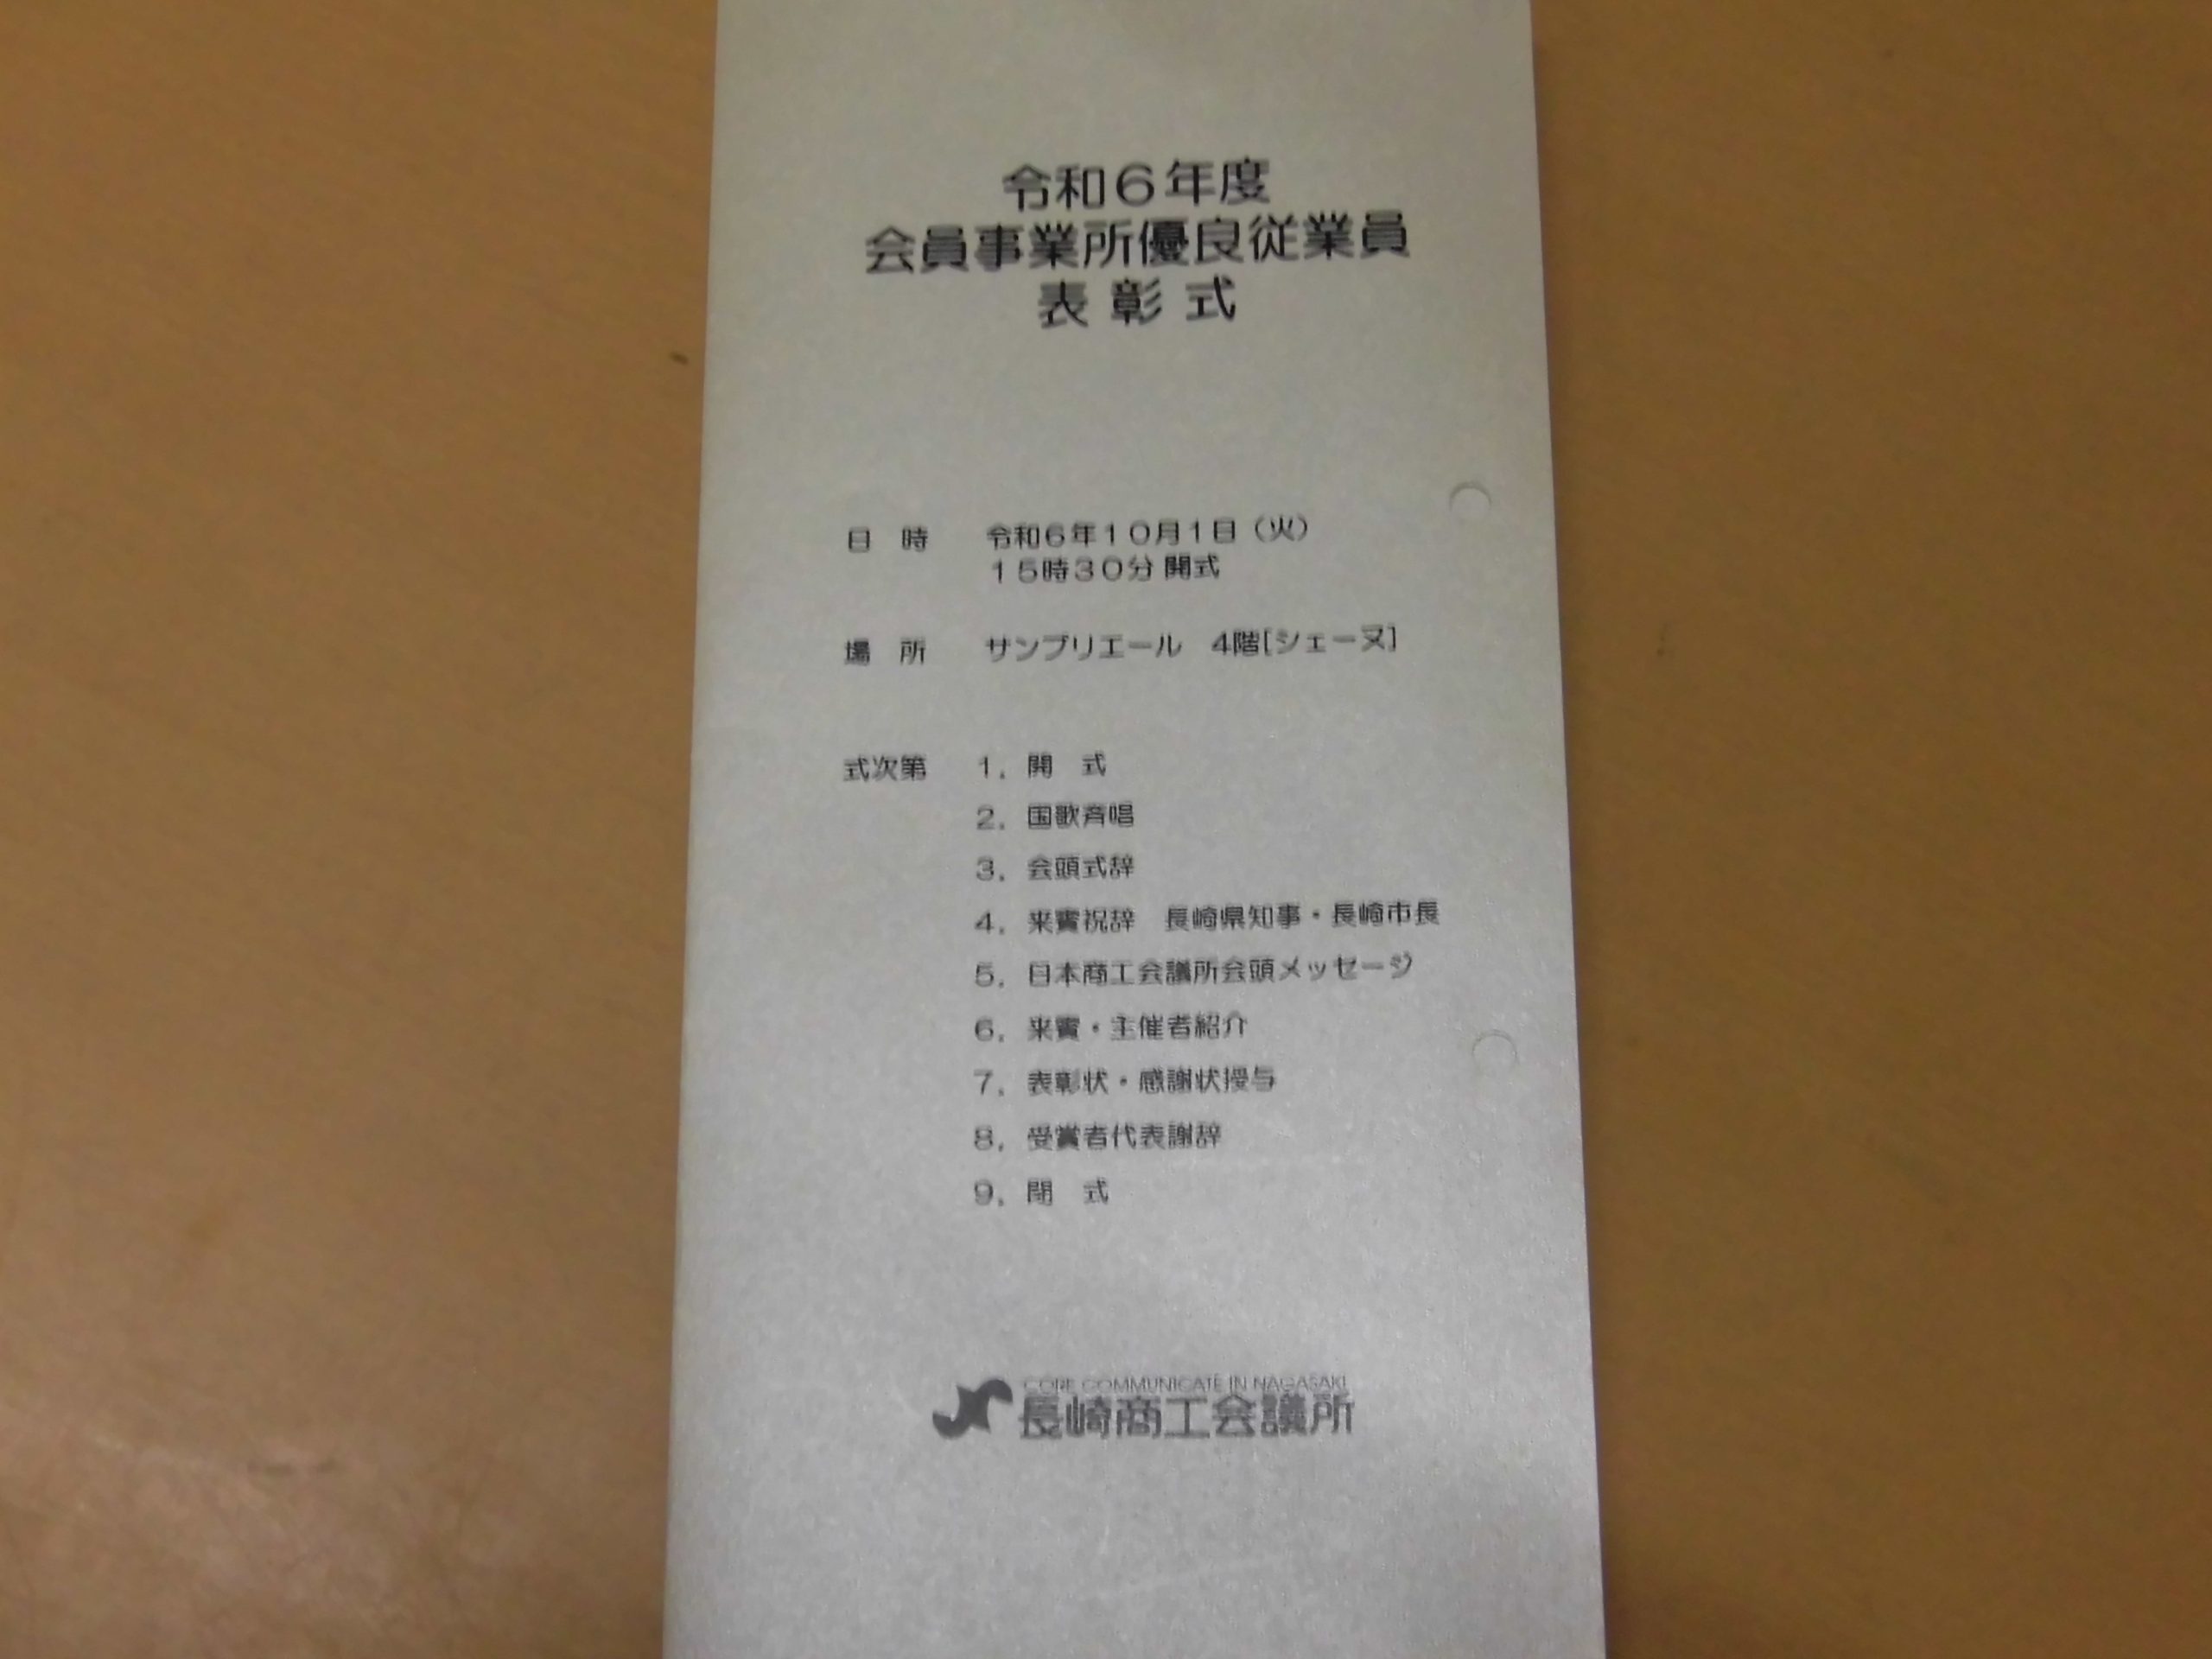 令和6年度
会員事業所優良従業員
表彰式
日 時 令和6年10月1日(火)
15時30分 開式
場 所 サンプリエール 4階[シェーヌ]
式次第 1. 開 式
2. 国歌斉唱
3. 会頭式辞
4. 来賓祝辞 長崎県知事・長崎市長
5. 日本商工会議所会頭メッセージ
6. 来賓・主催者紹介
7. 表彰状・感謝状授与
8. 受賞者代表謝辞
9. 閉 式
CORE COMMUNICATE IN NAGASAKI
長崎商工会議所